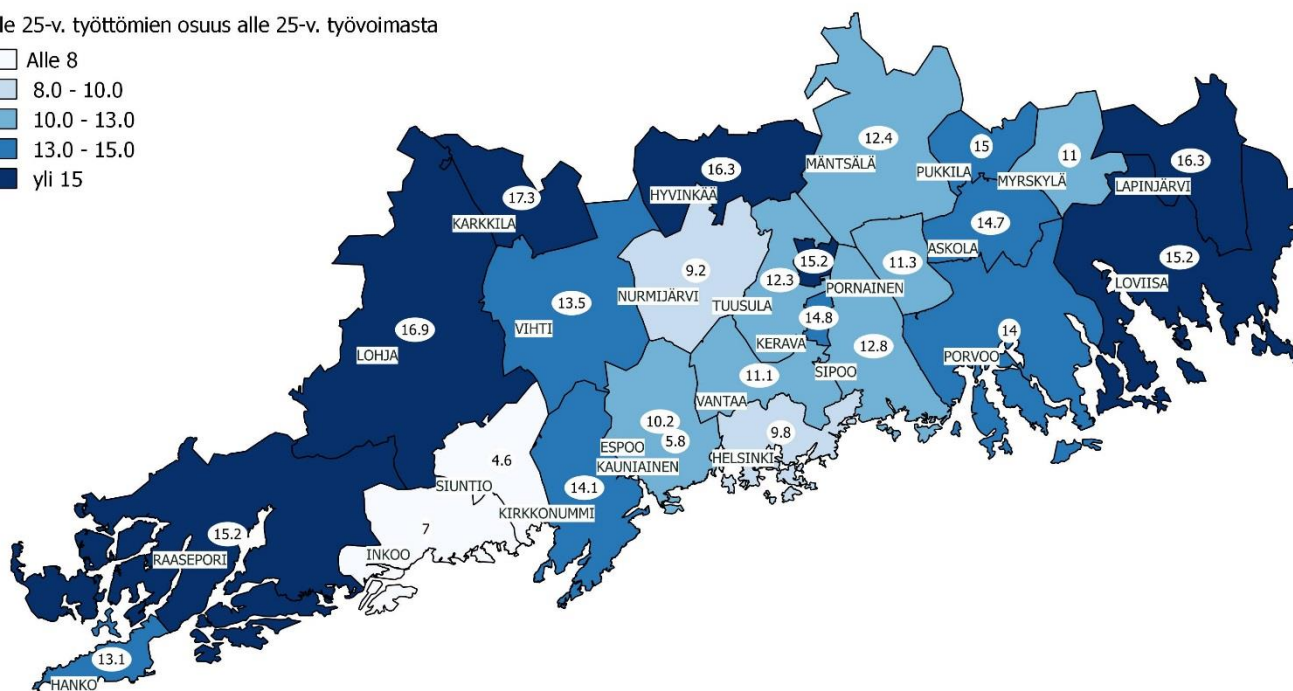 le 25-v. työttömien osuus alle 25-v. työvoimasta
Alle 8
8.0 - 10.0
10.0 - 13.0
13.0 - 15.0
yli 15
12.4
MÄNTSÄLÄ
15
PUKKILA
11
MYRSKYLÄ
16.3
LAPINJÄRVI
16.3
HYVINKÄÄ
17.3
KARKKILA
14.7
ASKOLA
15.2
LOVIISA
9.2
NURMIJÄRVI
12.3
TUUSULA
15.2
11.3
PORNAINEN
13.5
VIHTI
14.8
KERAVA
16.9
LOHJA
12.8
SIPOO
14
PORVOO
11.1
VANTAA
10.2
ESPOO
5.8
KAUNIAINEN
9.8
HELSINKI
4.6
SIUNTIO
14.1
KIRKKONUMMI
7
INKOO
15.2
RAASEPORI
13.1
HANKO